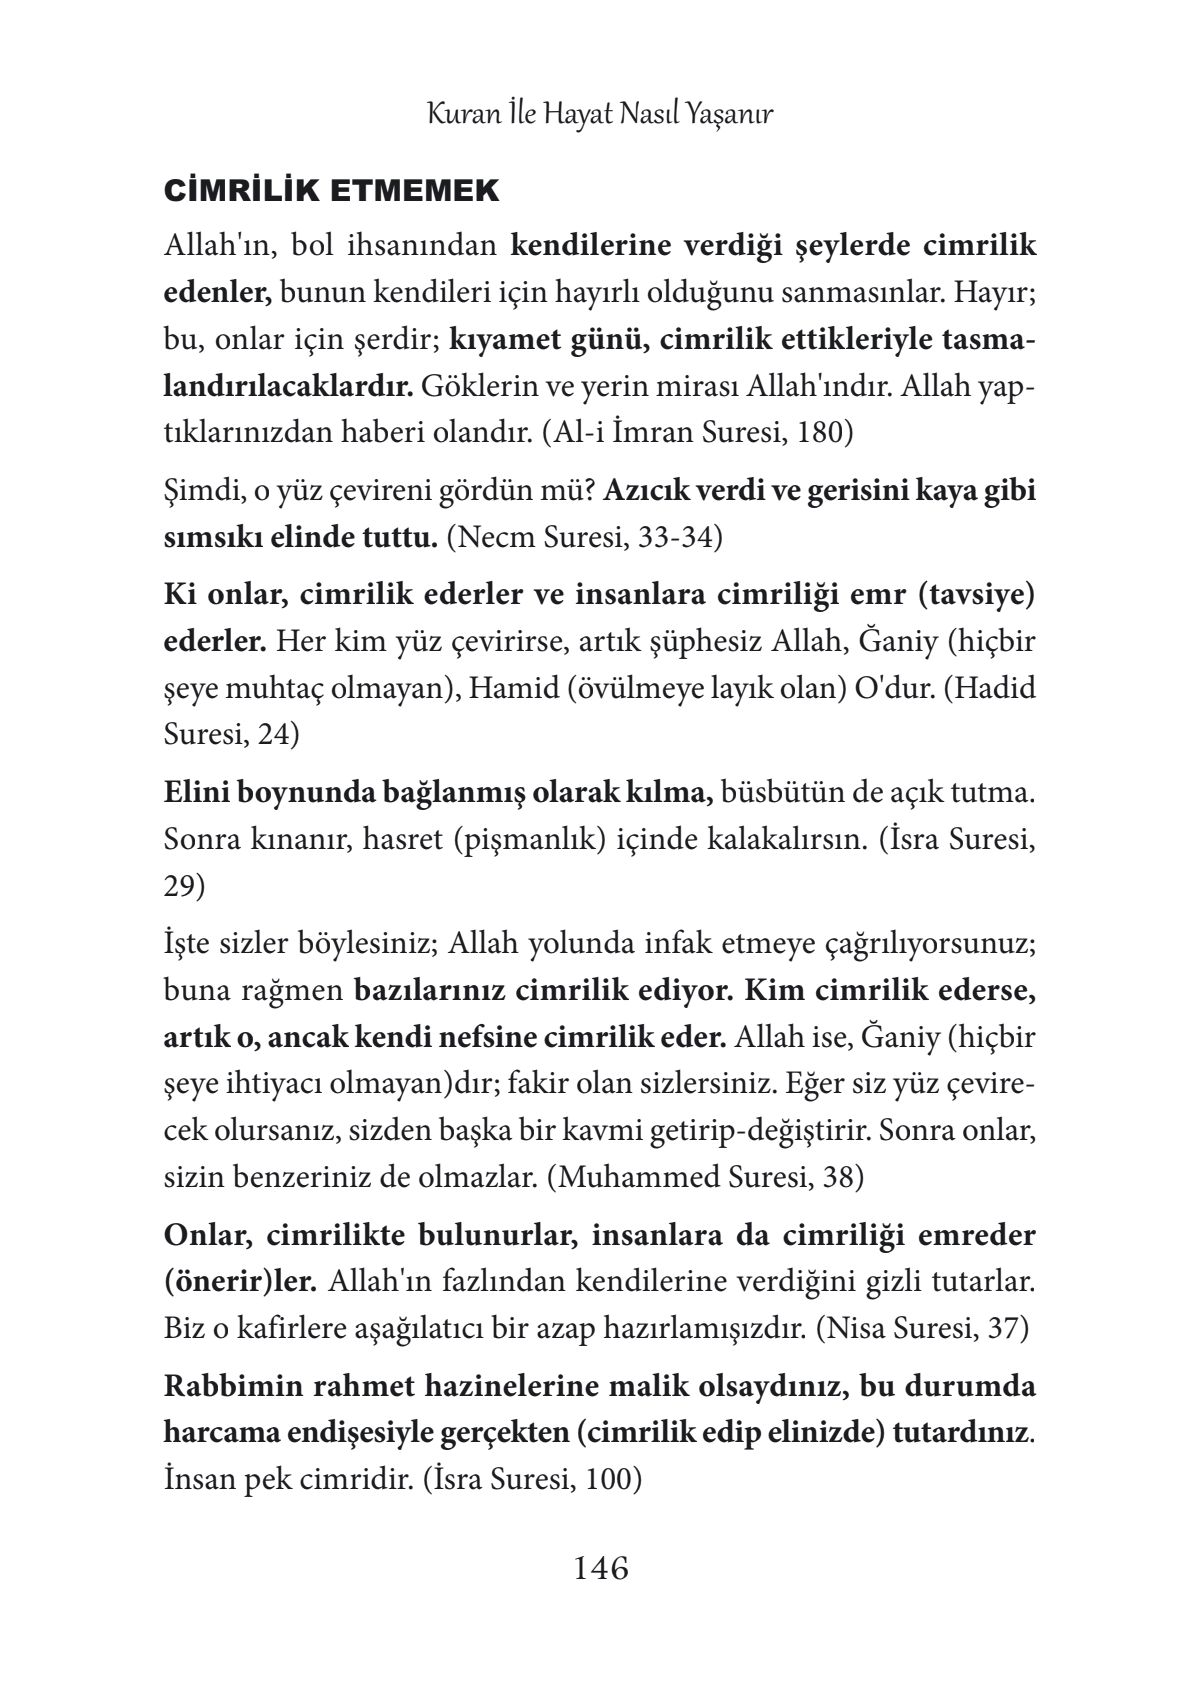 Kuran İle Hayat Nasıl Yaşanır
CİMRİLİK ETMEMEK
Allah'ın, bol ihsanından kendilerine verdiği şeylerde cimrilik
edenler, bunun kendileri için hayırlı olduğunu sanmasınlar. Hayır;
bu, onlar için şerdir; kıyamet günü, cimrilik ettikleriyle tasma-
landırılacaklardır. Göklerin ve yerin mirası Allah'ındır. Allah yap-
tıklarınızdan haberi olandır. (Al-i İmran Suresi, 180)
Şimdi, o yüz çevireni gördün mü? Azıcık verdi ve gerisini kaya gibi
sımsıkı elinde tuttu. (Necm Suresi, 33-34)
Ki onlar, cimrilik ederler ve insanlara cimriliği emr (tavsiye)
ederler. Her kim yüz çevirirse, artık şüphesiz Allah, Ğaniy (hiçbir
şeye muhtaç olmayan), Hamid (övülmeye layık olan) O'dur. (Hadid
Suresi, 24)
Elini boynunda bağlanmış olarak kılma, büsbütün de açık tutma.
Sonra kınanır, hasret (pişmanlık) içinde kalakalırsın. (İsra Suresi,
29)
İşte sizler böylesiniz; Allah yolunda infak etmeye çağrılıyorsunuz;
buna rağmen bazılarınız cimrilik ediyor. Kim cimrilik ederse,
artık o, ancak kendi nefsine cimrilik eder. Allah ise, Ğaniy (hiçbir
şeye ihtiyacı olmayan)dır; fakir olan sizlersiniz. Eğer siz yüz çevire-
cek olursanız, sizden başka bir kavmi getirip-değiştirir. Sonra onlar,
sizin benzeriniz de olmazlar. (Muhammed Suresi, 38)
Onlar, cimrilikte bulunurlar, insanlara da cimriliği emreder
(önerir)ler. Allah'ın fazlından kendilerine verdiğini gizli tutarlar.
Biz o kafirlere aşağılatıcı bir azap hazırlamışızdır. (Nisa Suresi, 37)
Rabbimin rahmet hazinelerine malik olsaydınız, bu durumda
harcama endişesiyle gerçekten (cimrilik edip elinizde) tutardınız.
İnsan pek cimridir. (İsra Suresi, 100)
146